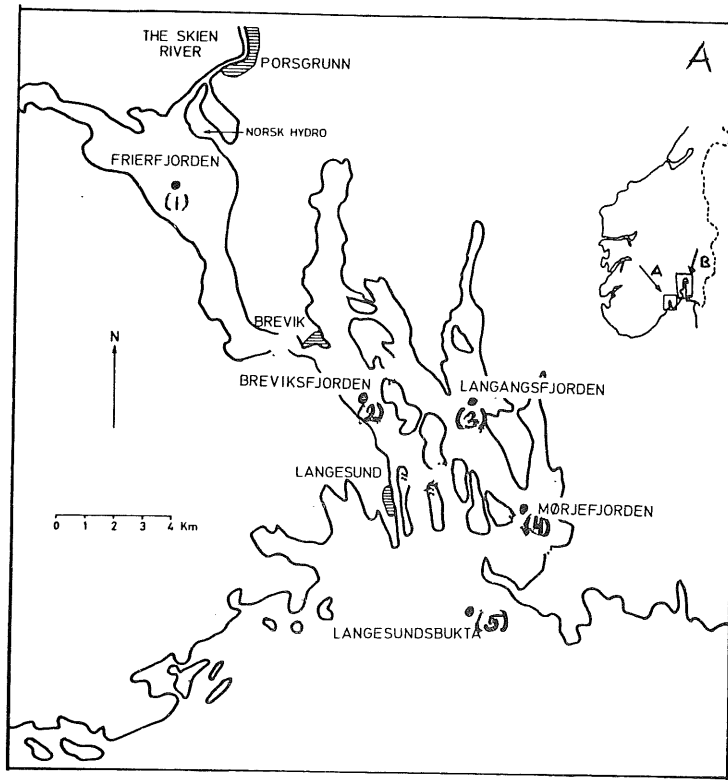 THE SKIEN
RIVER
PORSGRUNN
A
NORSK HYDRO
FRIERFJORDEN
(1)
B
A
BREVIK
N
BREVIKSFJORDEN
LANGANGSFJORDEN
(2)
(3)
LANGESUND
MØRJEFJORDEN
(4)
0 1 2 3 4 Km
LANGESUNDSBUKTA
(5)